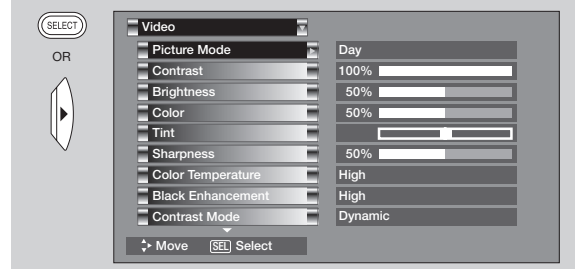 SELECT
OR
Video
Picture Mode Day
Contrast 100%
Brightness 50%
Color 50%
Tint
Sharpness 50%
Color Temperature High
Black Enhancement High
Contrast Mode Dynamic
Move SEL Select